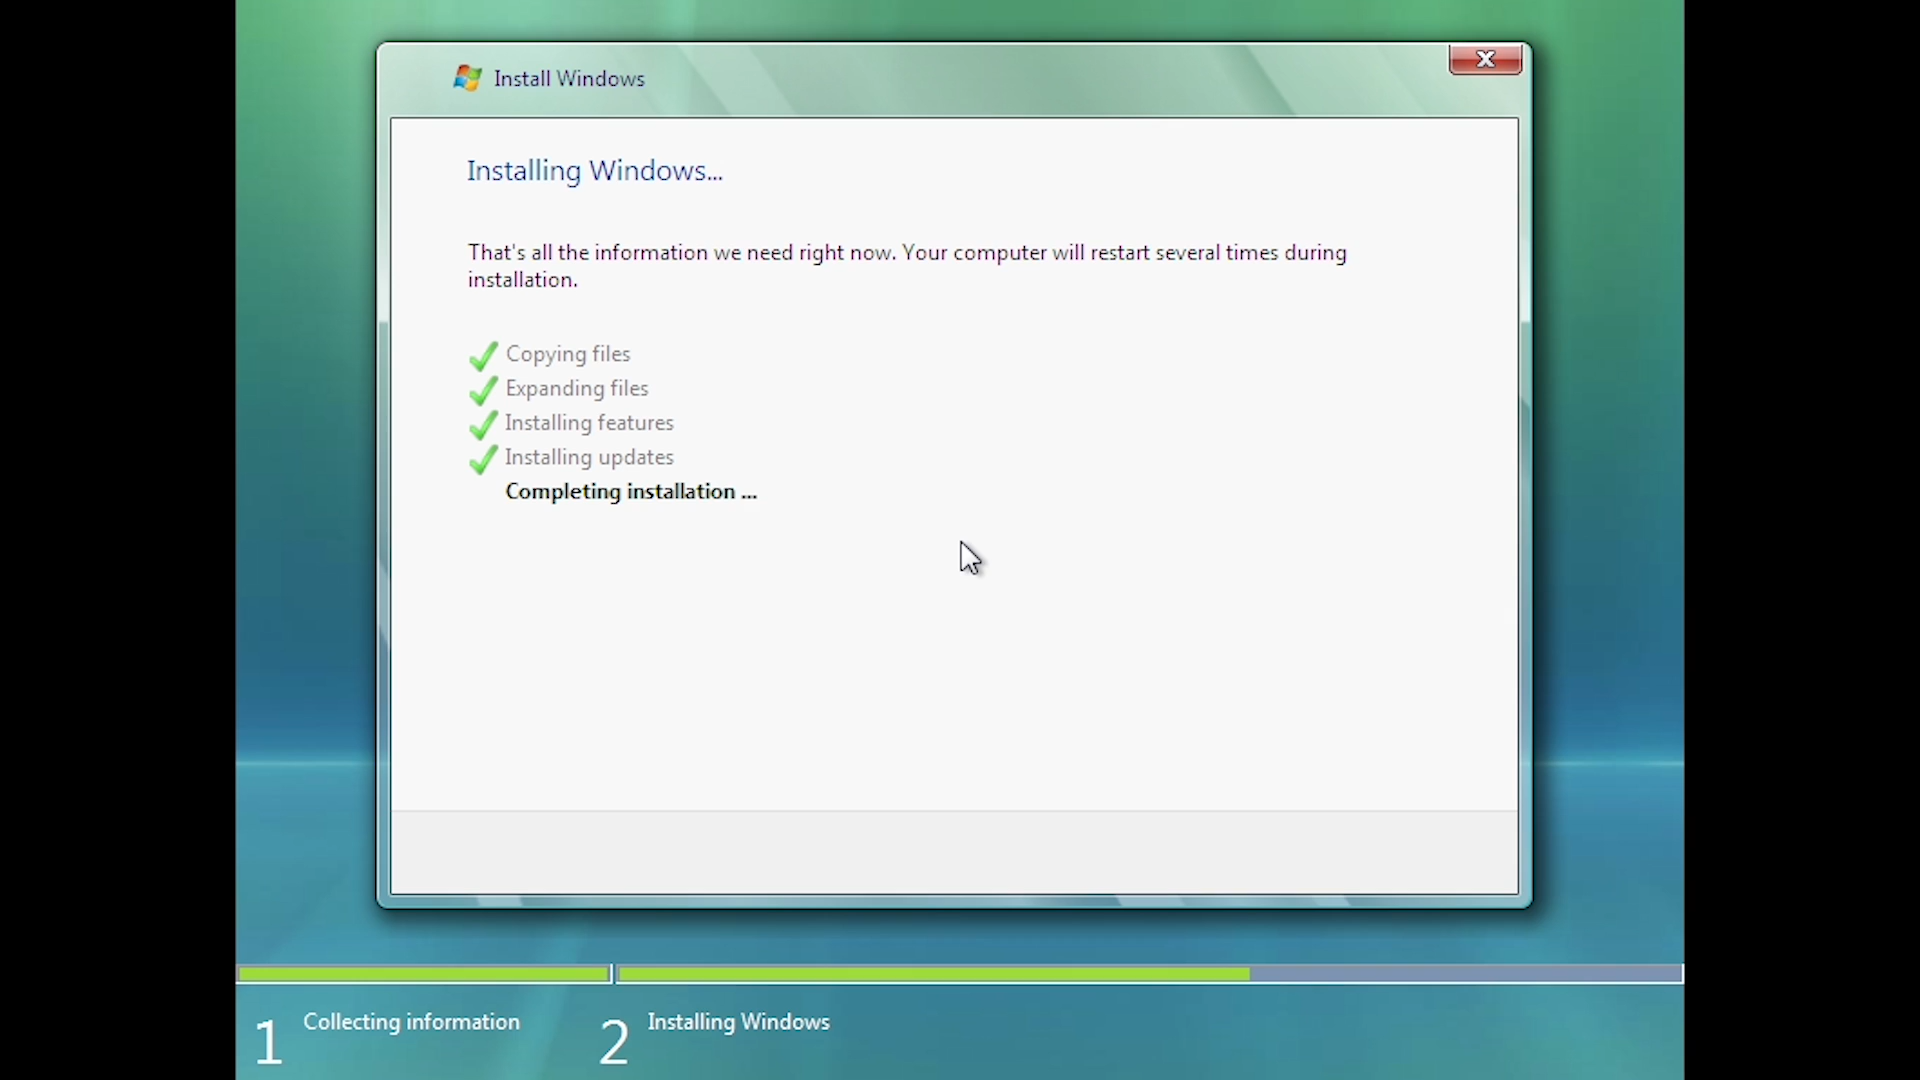 Install Windows
Installing Windows...
That's all the information we need right now. Your computer will restart several times during
installation.
Copying files
Expanding files
Installing features
Installing updates
Completing installation ...
1 Collecting information
2 Installing Windows